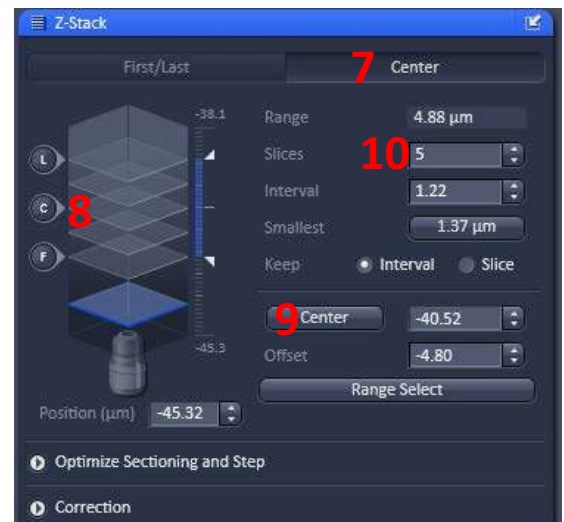 Z-Stack
First/Last 7 Center
-38.1 Range 4.88 µm
L Slices 10 5
C 8 Interval 1.22
Smallest 1.37 µm
F Keep Interval Slice
9 Center -40.52
-45.3 Offset -4.80
Range Select
Position (µm) -45.32
Optimize Sectioning and Step
Correction